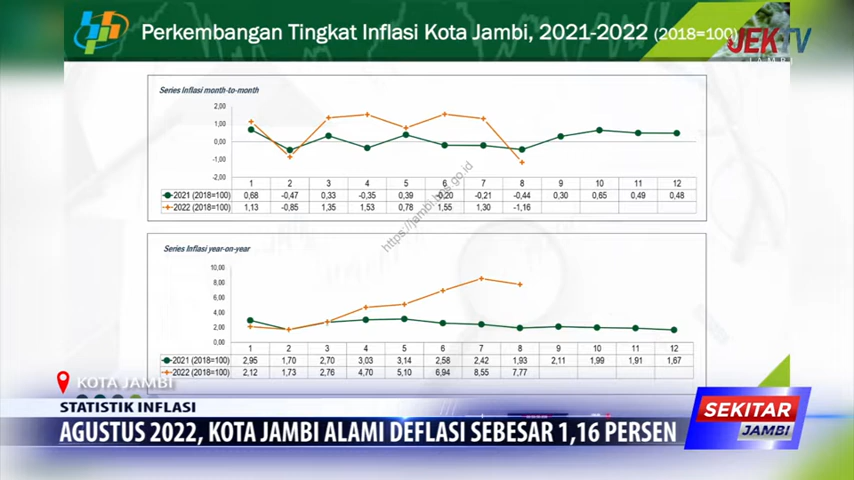 Perkembangan Tingkat Inflasi Kota Jambi, 2021-2022 (2018=100)
JEKTV
JAMBI
Series Inflasi month-to-month
2,00
1,00
0,00
-1,00
-2,00
1 2 3 4 5 6 7 8 9 10 11 12
2021 (2018=100) 0,68 -0,47 0,33 -0,35 0,39 -0,20 -0,21 -0,44 0,30 0,65 0,49 0,48
2022 (2018=100) 1,13 -0,85 1,35 1,53 0,78 1,55 1,30 -1,16
https://jambi.bps.go.id
Series Inflasi year-on-year
10,00
8,00
6,00
4,00
2,00
0,00
1 2 3 4 5 6 7 8 9 10 11 12
2021 (2018=100) 2,95 1,70 2,70 3,03 3,14 2,58 2,42 1,93 2,11 1,99 1,91 1,67
2022 (2018=100) 2,12 1,73 2,76 4,70 5,10 6,94 8,55 7,77
KOTA JAMBI
STATISTIK INFLASI
AGUSTUS 2022, KOTA JAMBI ALAMI DEFLASI SEBESAR 1,16 PERSEN
SEKITAR
JAMBI